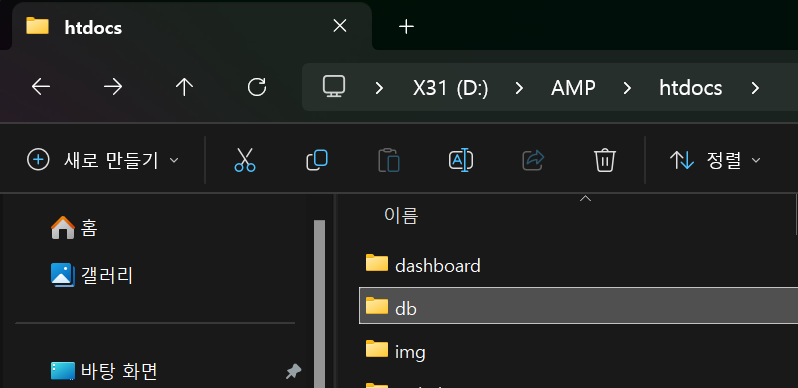 htdocs
X31 (D:) AMP htdocs
새로 만들기 정렬
홈
갤러리
바탕 화면
이름
dashboard
db
img